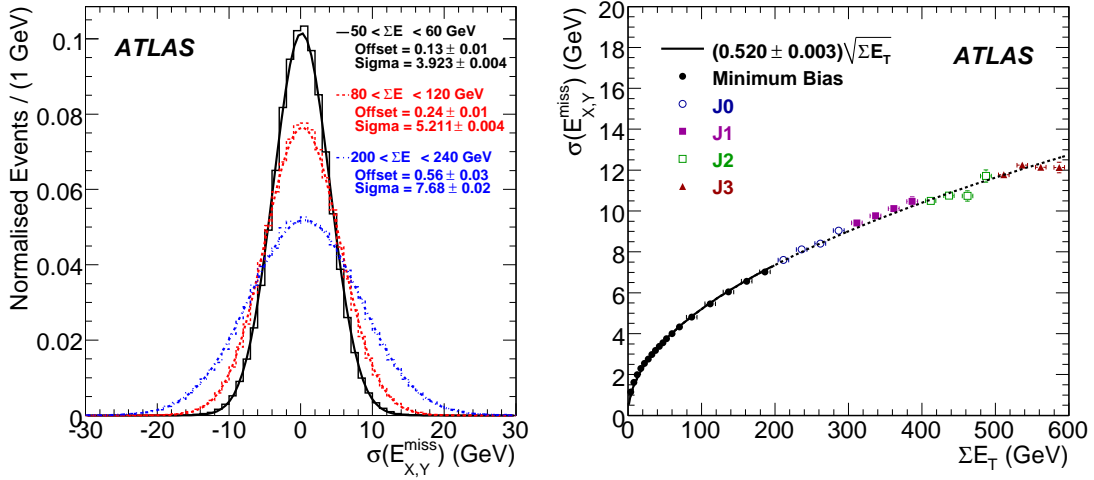 Normalised Events / (1 GeV)
0.1
0.08
0.06
0.04
0.02
0
-30 -20 -10 0 10 20 30
σ(E^miss_X,Y) (GeV)
ATLAS
50 < ΣE < 60 GeV
Offset = 0.13 ± 0.01
Sigma = 3.923 ± 0.004
80 < ΣE < 120 GeV
Offset = 0.24 ± 0.01
Sigma = 5.211 ± 0.004
200 < ΣE < 240 GeV
Offset = 0.56 ± 0.03
Sigma = 7.68 ± 0.02
σ(E^miss_X,Y) (GeV)
20
18
16
14
12
10
8
6
4
2
0
0 100 200 300 400 500 600
ΣE_T (GeV)
(0.520 ± 0.003)√ΣE_T
ATLAS
Minimum Bias
J0
J1
J2
J3